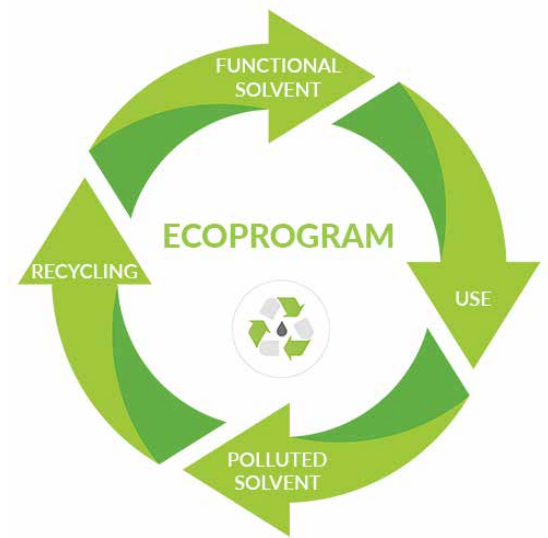 FUNCTIONAL
SOLVENT
ECOPROGRAM
RECYCLING
USE
POLLUTED
SOLVENT